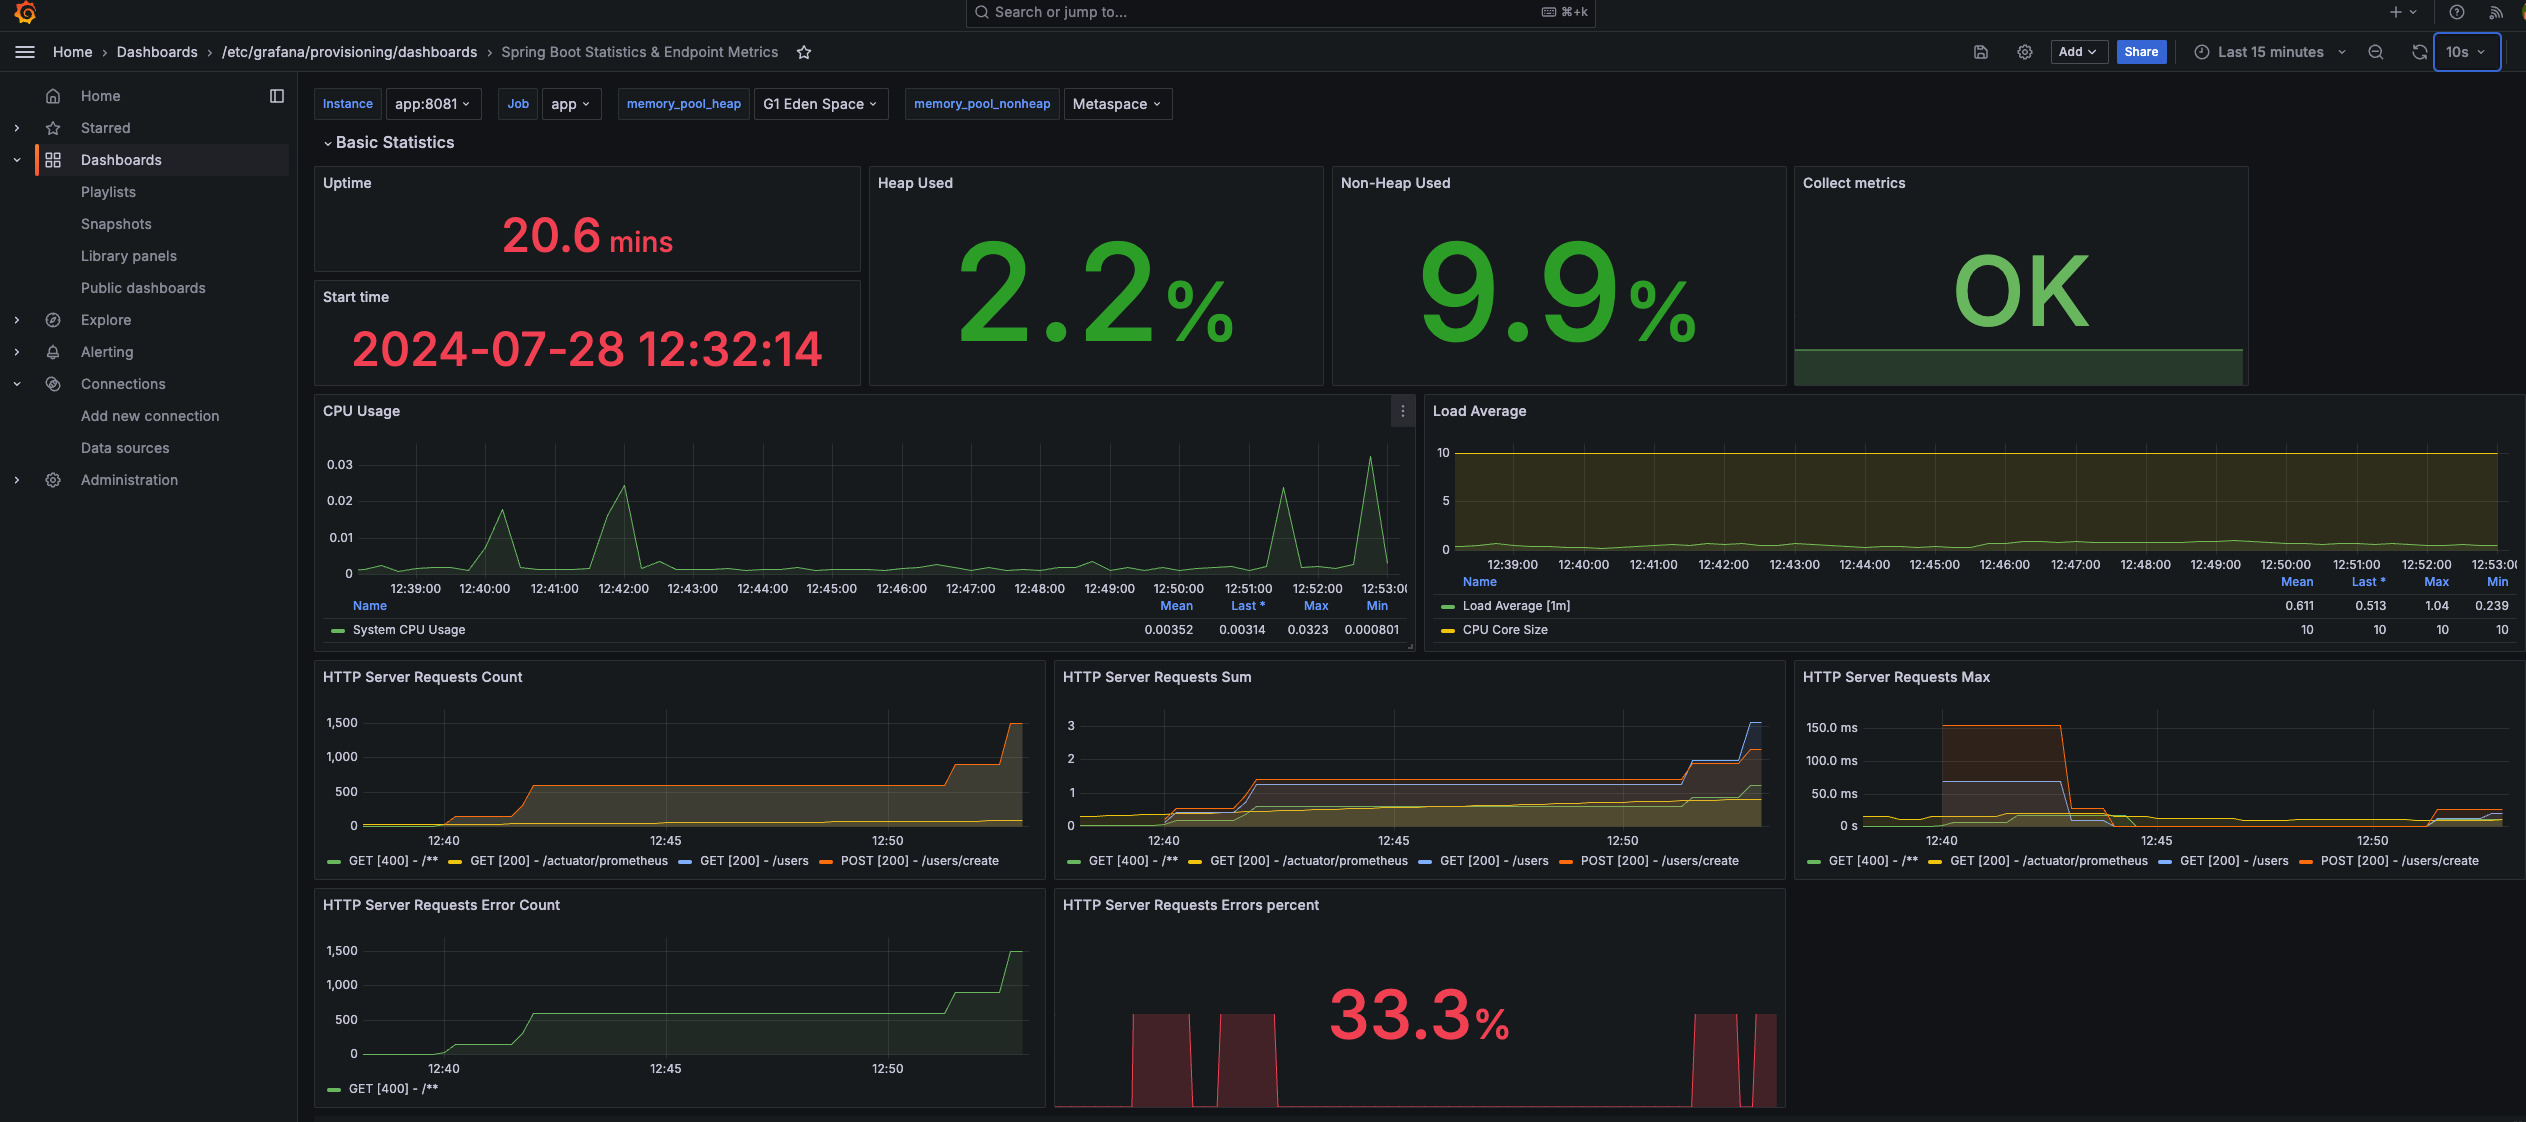 Search or jump to...
⌘+k
Home › Dashboards › /etc/grafana/provisioning/dashboards › Spring Boot Statistics & Endpoint Metrics
Add
Share
Last 15 minutes
10s
Home
Starred
Dashboards
Playlists
Snapshots
Library panels
Public dashboards
Explore
Alerting
Connections
Add new connection
Data sources
Administration
Instance app:8081 Job app memory_pool_heap G1 Eden Space memory_pool_nonheap Metaspace
Basic Statistics
Uptime
20.6 mins
Start time
2024-07-28 12:32:14
Heap Used
2.2%
Non-Heap Used
9.9%
Collect metrics
OK
CPU Usage
0.03
0.02
0.01
0
12:39:00 12:40:00 12:41:00 12:42:00 12:43:00 12:44:00 12:45:00 12:46:00 12:47:00 12:48:00 12:49:00 12:50:00 12:51:00 12:52:00 12:53:00
Name Mean Last * Max Min
System CPU Usage 0.00352 0.00314 0.0323 0.000801
Load Average
10
5
0
12:39:00 12:40:00 12:41:00 12:42:00 12:43:00 12:44:00 12:45:00 12:46:00 12:47:00 12:48:00 12:49:00 12:50:00 12:51:00 12:52:00 12:53:00
Name Mean Last * Max Min
Load Average [1m] 0.611 0.513 1.04 0.239
CPU Core Size 10 10 10 10
HTTP Server Requests Count
1,500
1,000
500
0
12:40 12:45 12:50
GET [400] - /** GET [200] - /actuator/prometheus GET [200] - /users POST [200] - /users/create
HTTP Server Requests Sum
3
2
1
0
12:40 12:45 12:50
GET [400] - /** GET [200] - /actuator/prometheus GET [200] - /users POST [200] - /users/create
HTTP Server Requests Max
150.0 ms
100.0 ms
50.0 ms
0 s
12:40 12:45 12:50
GET [400] - /** GET [200] - /actuator/prometheus GET [200] - /users POST [200] - /users/create
HTTP Server Requests Error Count
1,500
1,000
500
0
12:40 12:45 12:50
GET [400] - /**
HTTP Server Requests Errors percent
33.3%